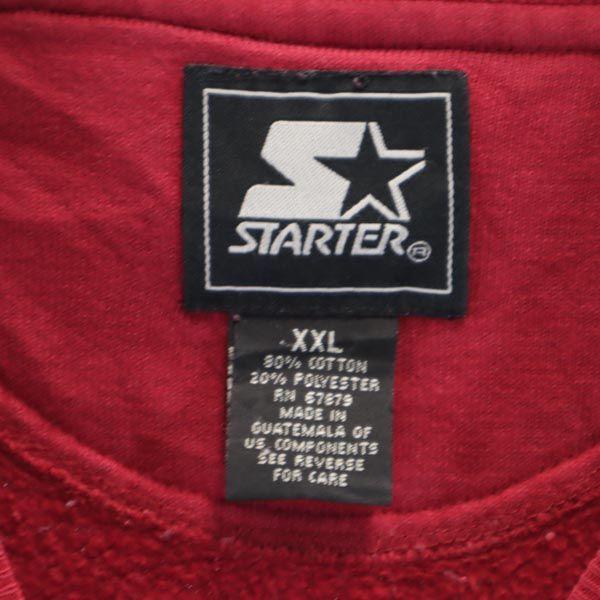 STARTER®
XXL
80% COTTON
20% POLYESTER
RN 67879
MADE IN
GUATEMALA OF
US COMPONENTS
SEE REVERSE
FOR CARE